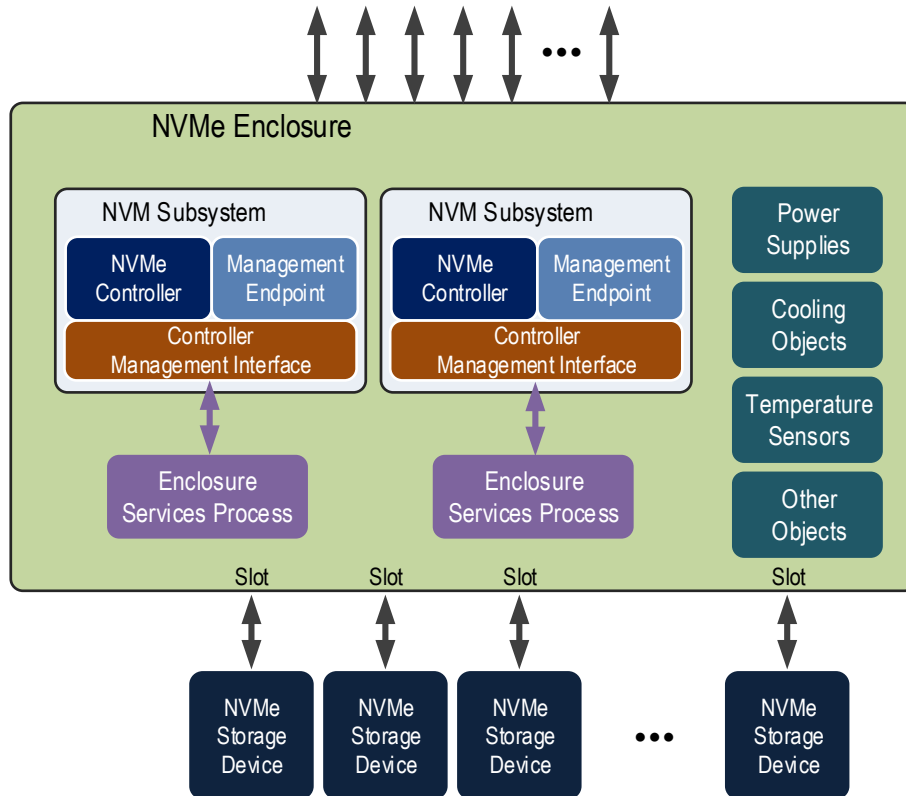 NVMe Enclosure
NVM Subsystem
NVMe
Controller
Management
Endpoint
Controller
Management Interface
Enclosure
Services Process
NVM Subsystem
NVMe
Controller
Management
Endpoint
Controller
Management Interface
Enclosure
Services Process
Power
Supplies
Cooling
Objects
Temperature
Sensors
Other
Objects
Slot
Slot
Slot
Slot
NVMe
Storage
Device
NVMe
Storage
Device
NVMe
Storage
Device
NVMe
Storage
Device